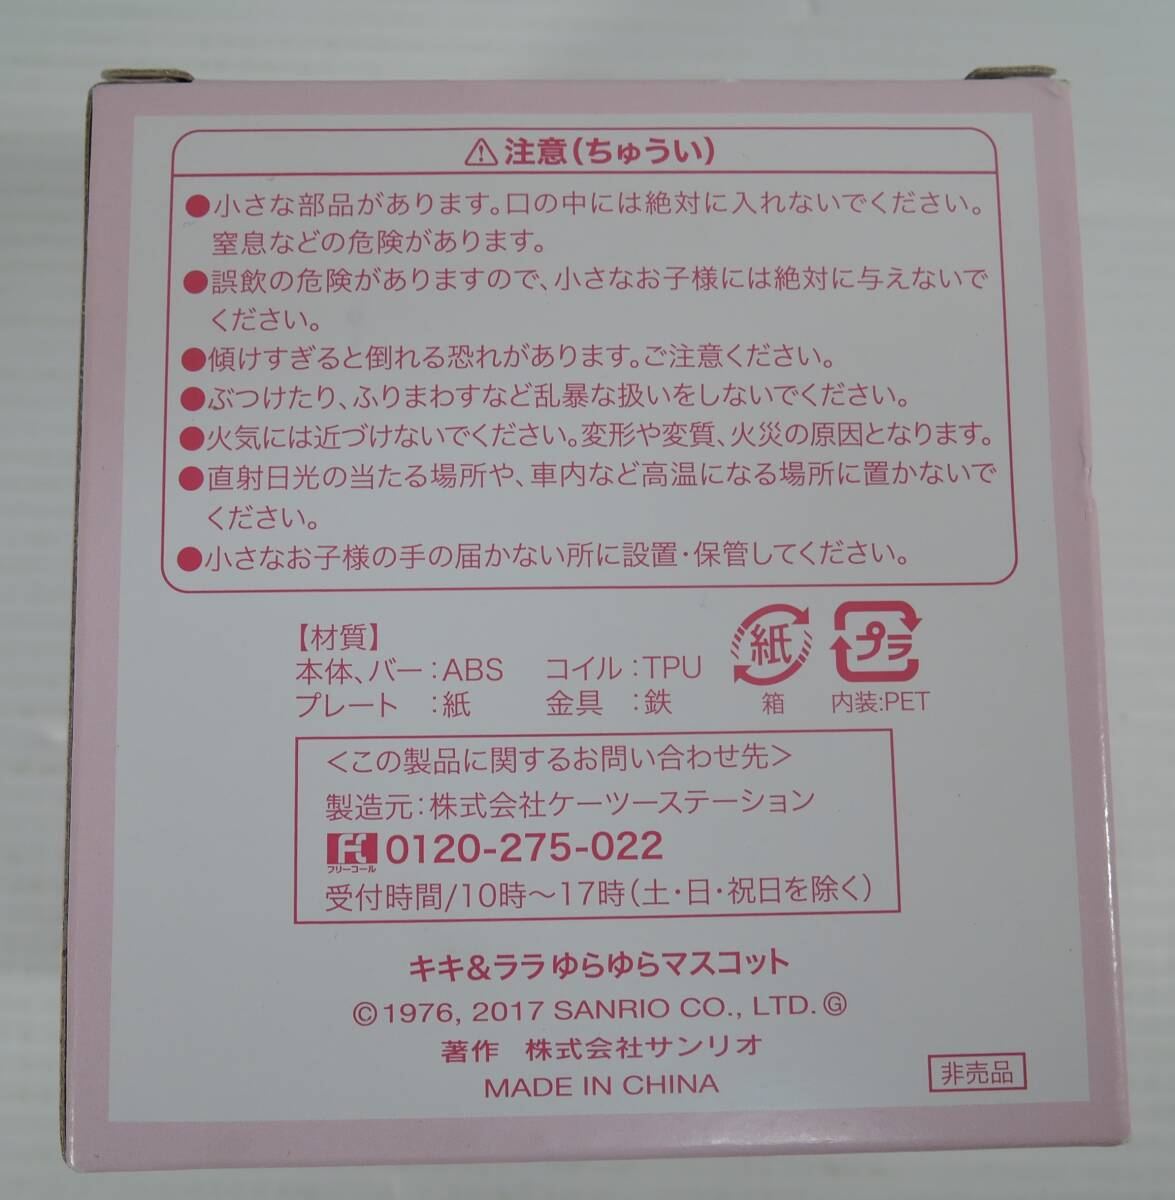 ⚠注意(ちゅうい)
●小さな部品があります。口の中には絶対に入れないでください。
窒息などの危険があります。
●誤飲の危険がありますので、小さなお子様には絶対に与えないで
ください。
●傾けすぎると倒れる恐れがあります。ご注意ください。
●ぶつけたり、ふりまわすなど乱暴な扱いをしないでください。
●火気には近づけないでください。変形や変質、火災の原因となります。
●直射日光の当たる場所や、車内など高温になる場所に置かないで
ください。
●小さなお子様の手の届かない所に設置・保管してください。
【材質】
本体、バー:ABS コイル:TPU
プレート :紙 金具 :鉄
紙
箱
プラ
内装:PET
<この製品に関するお問い合わせ先>
製造元:株式会社ケーツーステーション
フリーコール
0120-275-022
受付時間/10時～17時(土・日・祝日を除く)
キキ&ララ ゆらゆらマスコット
©1976, 2017 SANRIO CO., LTD. Ⓖ
著作 株式会社サンリオ
MADE IN CHINA
非売品